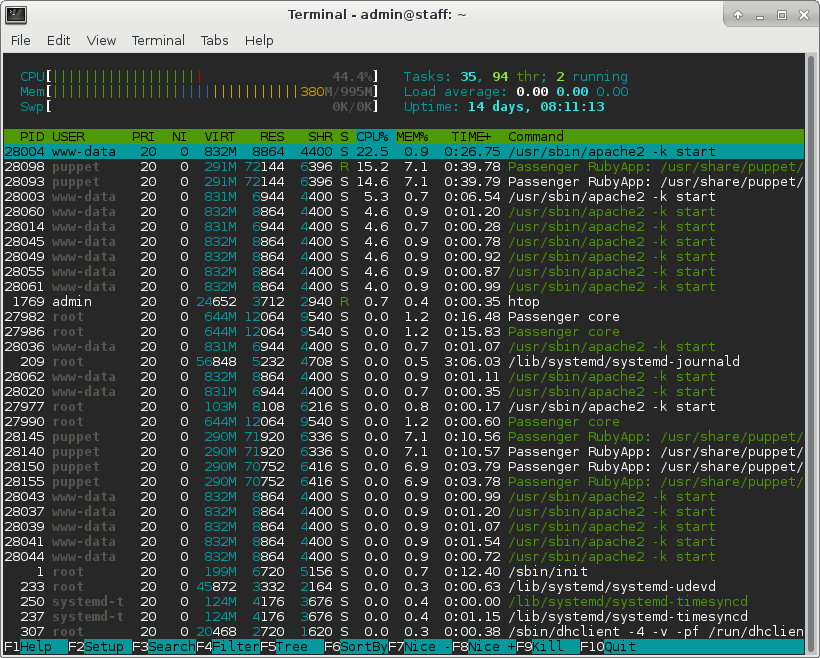 Terminal - admin@staff: ~
File Edit View Terminal Tabs Help
CPU[|||||||||||||||||||| 44.4%] Tasks: 35, 94 thr; 2 running
Mem[|||||||||||||||||||||||||||||||380M/995M] Load average: 0.00 0.00 0.00
Swp[ 0K/0K] Uptime: 14 days, 08:11:13
PID USER PRI NI VIRT RES SHR S CPU% MEM% TIME+ Command
28004 www-data 20 0 832M 8864 4400 S 22.5 0.9 0:26.75 /usr/sbin/apache2 -k start
28098 puppet 20 0 291M 72144 6396 R 15.2 7.1 0:39.78 Passenger RubyApp: /usr/share/puppet/
28093 puppet 20 0 291M 72144 6396 S 14.6 7.1 0:39.79 Passenger RubyApp: /usr/share/puppet/
28003 www-data 20 0 831M 6944 4400 S 5.3 0.7 0:06.54 /usr/sbin/apache2 -k start
28060 www-data 20 0 832M 8864 4400 S 4.6 0.9 0:01.20 /usr/sbin/apache2 -k start
28014 www-data 20 0 831M 6944 4400 S 4.6 0.7 0:00.28 /usr/sbin/apache2 -k start
28045 www-data 20 0 832M 8864 4400 S 4.6 0.9 0:00.78 /usr/sbin/apache2 -k start
28049 www-data 20 0 832M 8864 4400 S 4.6 0.9 0:00.92 /usr/sbin/apache2 -k start
28055 www-data 20 0 832M 8864 4400 S 4.6 0.9 0:00.87 /usr/sbin/apache2 -k start
28061 www-data 20 0 832M 8864 4400 S 4.0 0.9 0:00.99 /usr/sbin/apache2 -k start
1769 admin 20 0 24652 3712 2940 R 0.7 0.4 0:00.35 htop
27982 root 20 0 644M 12064 9540 S 0.0 1.2 0:16.48 Passenger core
27986 root 20 0 644M 12064 9540 S 0.0 1.2 0:15.83 Passenger core
28036 www-data 20 0 831M 6944 4400 S 0.0 0.7 0:01.07 /usr/sbin/apache2 -k start
209 root 20 0 56848 5232 4708 S 0.0 0.5 3:06.03 /lib/systemd/systemd-journald
28062 www-data 20 0 832M 8864 4400 S 0.0 0.9 0:01.11 /usr/sbin/apache2 -k start
28020 www-data 20 0 831M 6944 4400 S 0.0 0.7 0:00.35 /usr/sbin/apache2 -k start
27977 root 20 0 103M 8108 6216 S 0.0 0.8 0:00.17 /usr/sbin/apache2 -k start
27990 root 20 0 644M 12064 9540 S 0.0 1.2 0:00.60 Passenger core
28145 puppet 20 0 290M 71920 6336 S 0.0 7.1 0:10.56 Passenger RubyApp: /usr/share/puppet/
28140 puppet 20 0 290M 71920 6336 S 0.0 7.1 0:10.57 Passenger RubyApp: /usr/share/puppet/
28150 puppet 20 0 290M 70752 6416 S 0.0 6.9 0:03.79 Passenger RubyApp: /usr/share/puppet/
28155 puppet 20 0 290M 70752 6416 S 0.0 6.9 0:03.78 Passenger RubyApp: /usr/share/puppet/
28043 www-data 20 0 832M 8864 4400 S 0.0 0.9 0:00.99 /usr/sbin/apache2 -k start
28037 www-data 20 0 832M 8864 4400 S 0.0 0.9 0:01.20 /usr/sbin/apache2 -k start
28039 www-data 20 0 832M 8864 4400 S 0.0 0.9 0:01.07 /usr/sbin/apache2 -k start
28041 www-data 20 0 832M 8864 4400 S 0.0 0.9 0:01.54 /usr/sbin/apache2 -k start
28044 www-data 20 0 832M 8864 4400 S 0.0 0.9 0:00.72 /usr/sbin/apache2 -k start
1 root 20 0 199M 6720 5156 S 0.0 0.7 0:12.40 /sbin/init
233 root 20 0 45872 3332 2164 S 0.0 0.3 0:00.63 /lib/systemd/systemd-udevd
250 systemd-t 20 0 124M 4176 3676 S 0.0 0.4 0:00.00 /lib/systemd/systemd-timesyncd
237 systemd-t 20 0 124M 4176 3676 S 0.0 0.4 0:01.15 /lib/systemd/systemd-timesyncd
307 root 20 0 20468 2720 1620 S 0.0 0.3 0:00.38 /sbin/dhclient -4 -v -pf /run/dhclien
F1Help F2Setup F3SearchF4FilterF5Tree F6SortByF7Nice -F8Nice +F9Kill F10Quit